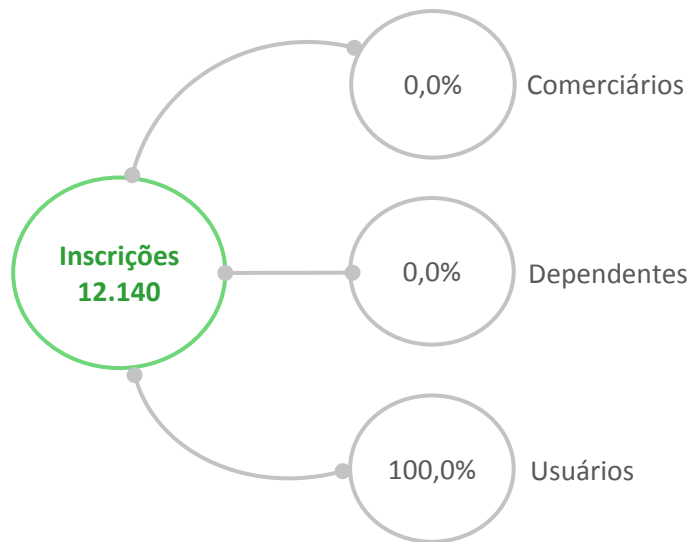 0,0% Comerciários
Inscrições
12.140
0,0% Dependentes
100,0% Usuários